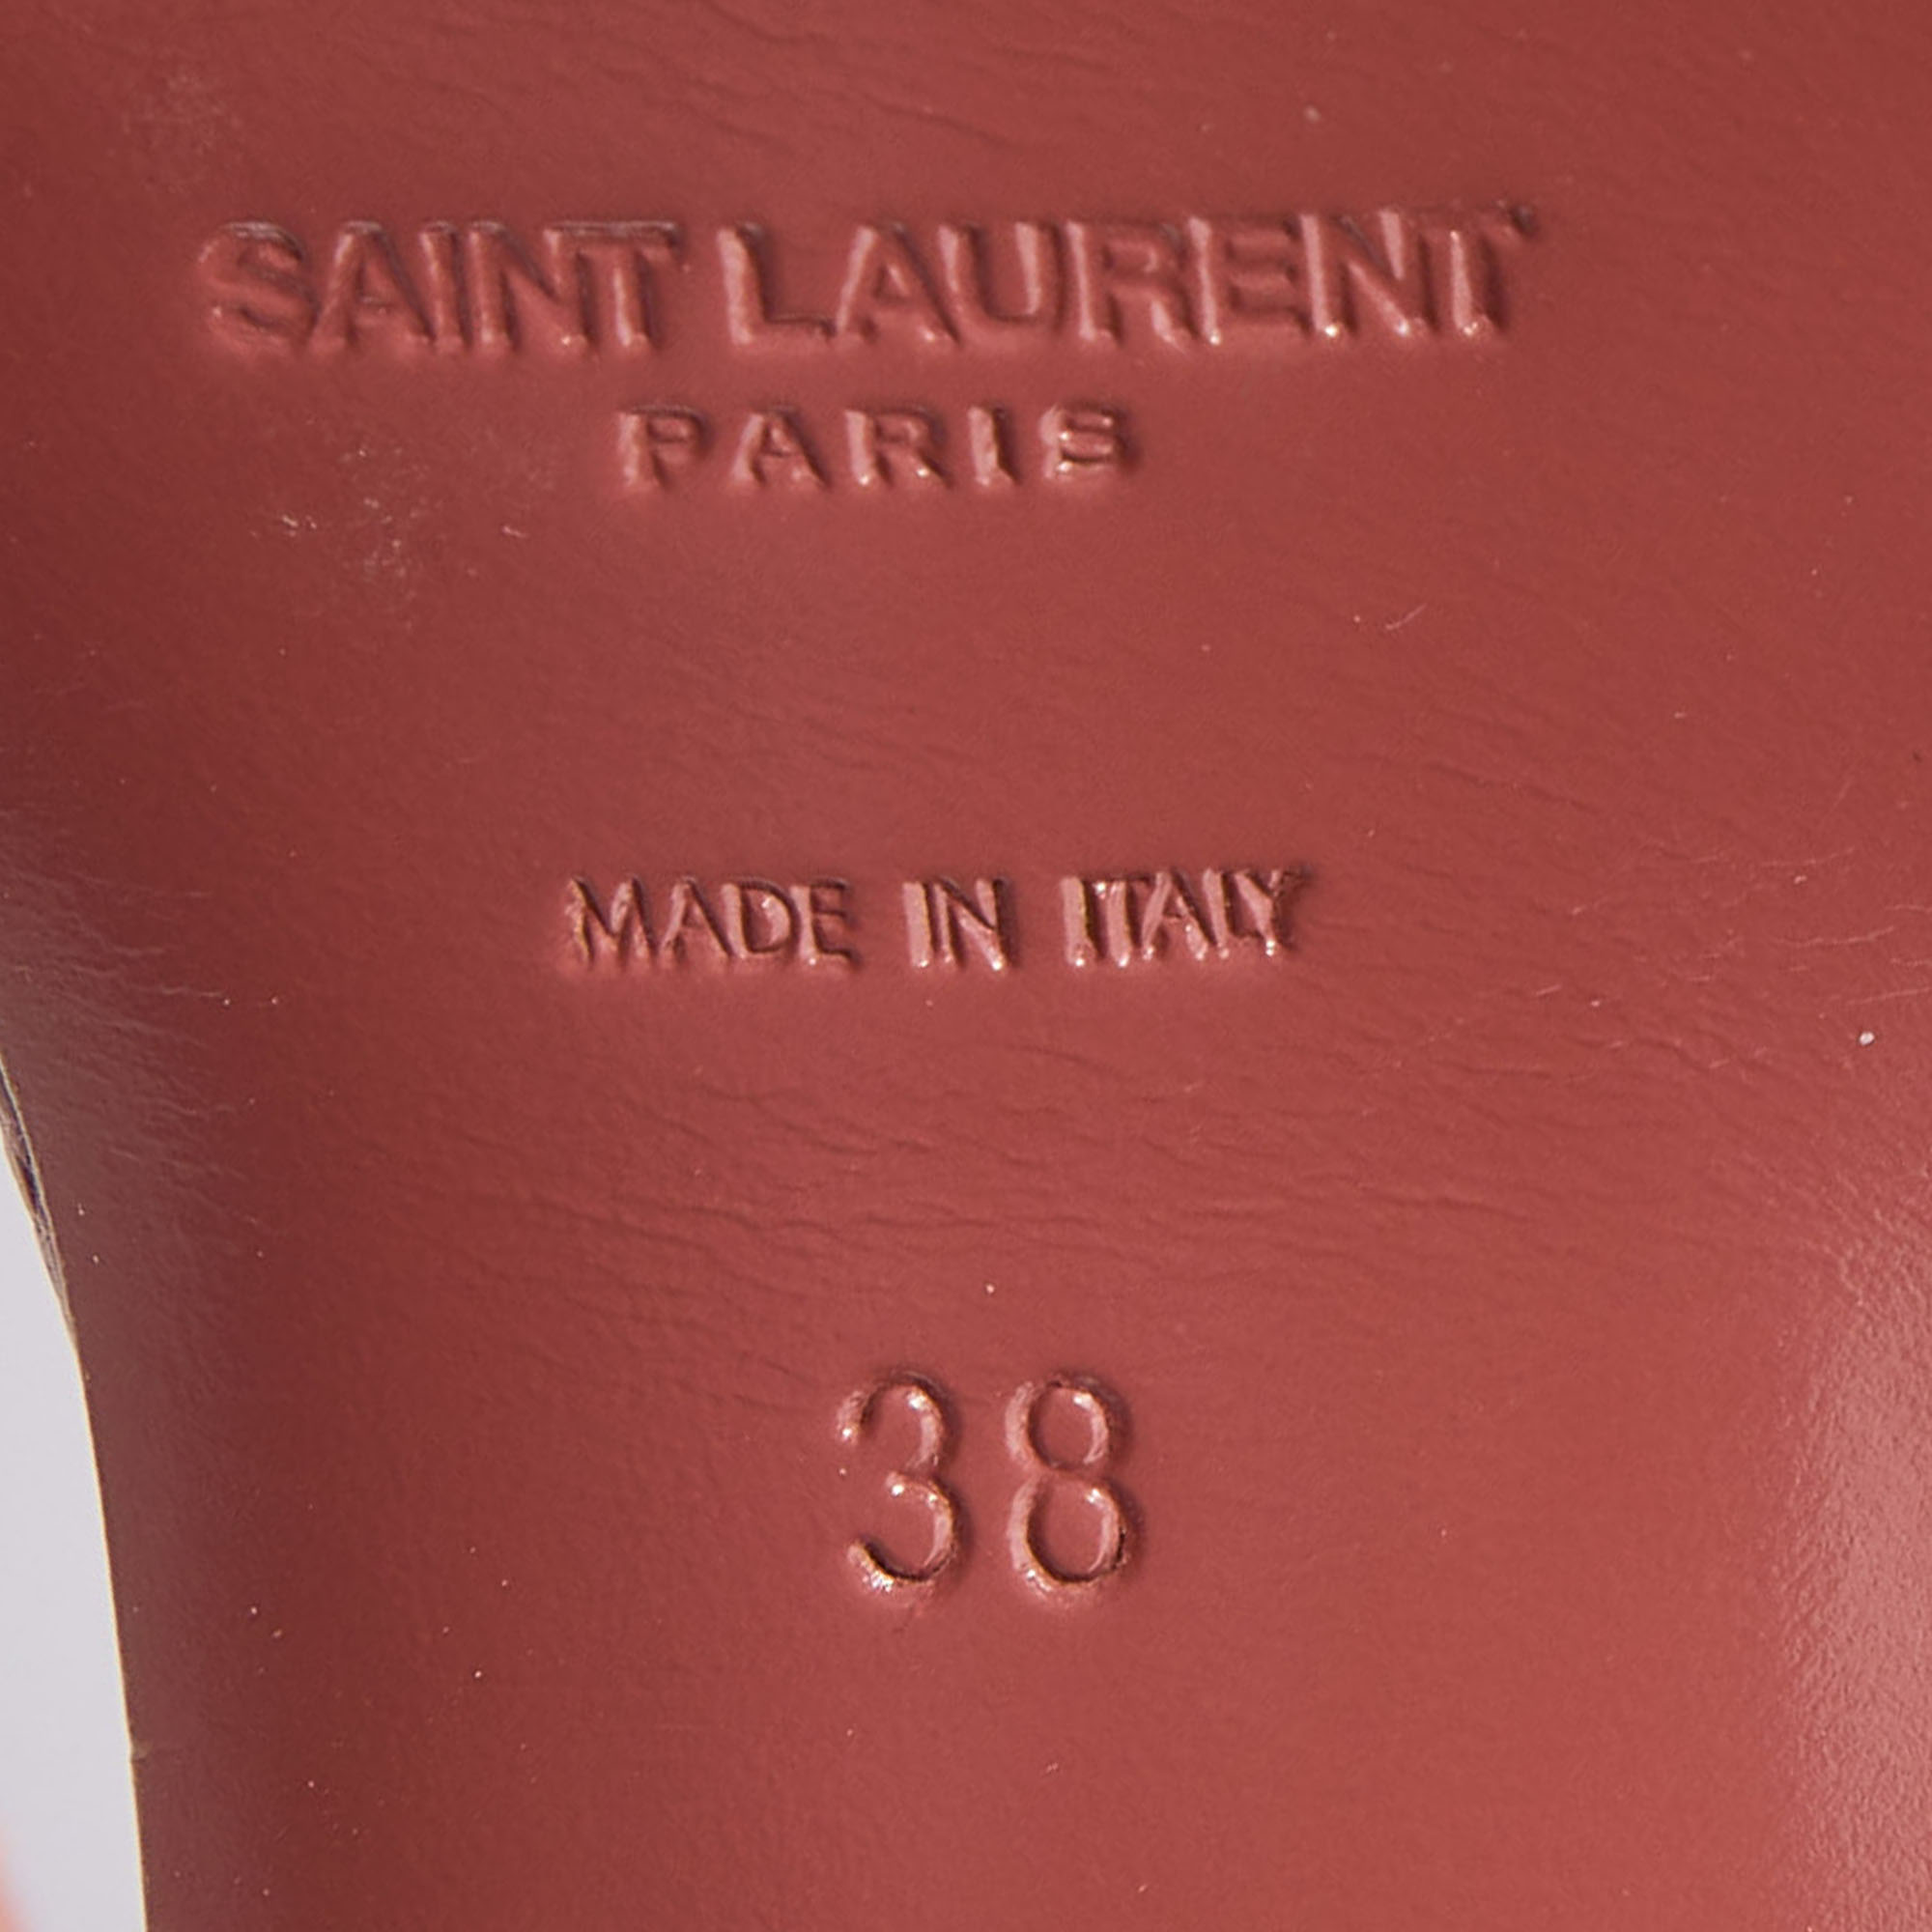 SAINT LAURENT
PARIS
MADE IN ITALY
38